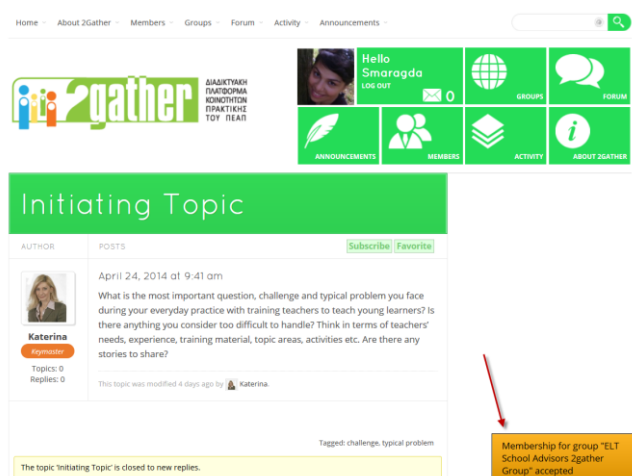 Home About 2Gather Members Groups Forum Activity Announcements
2gather
ΔΙΑΔΙΚΤΥΑΚΗ
ΠΛΑΤΦΟΡΜΑ
ΚΟΙΝΟΤΗΤΩΝ
ΠΡΑΚΤΙΚΗΣ
ΤΟΥ ΠΕΑΠ
Hello
Smaragda
LOG OUT
0
GROUPS
FORUM
ANNOUNCEMENTS
MEMBERS
ACTIVITY
ABOUT 2GATHER
Initiating Topic
AUTHOR POSTS Subscribe Favorite
April 24, 2014 at 9:41 am
What is the most important question, challenge and typical problem you face
during your everyday practice with training teachers to teach young learners? Is
there anything you consider too difficult to handle? Think in terms of teachers'
needs, experience, training material, topic areas, activities etc. Are there any
stories to share?
Katerina
Keymaster
Topics: 0
Replies: 0
This topic was modified 4 days ago by Katerina.
Tagged: challenge, typical problem
The topic 'Initiating Topic' is closed to new replies.
Membership for group "ELT
School Advisors 2gather
Group" accepted